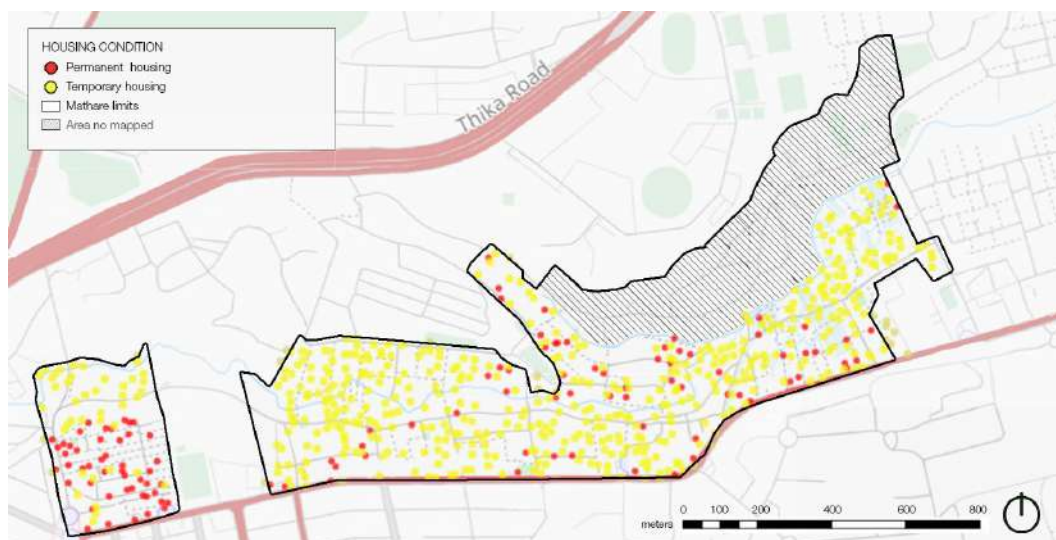 HOUSING CONDITION
Permanent housing
Temporary housing
Mathare limits
Area no mapped
Thika Road
meters 0 100 200 400 600 800